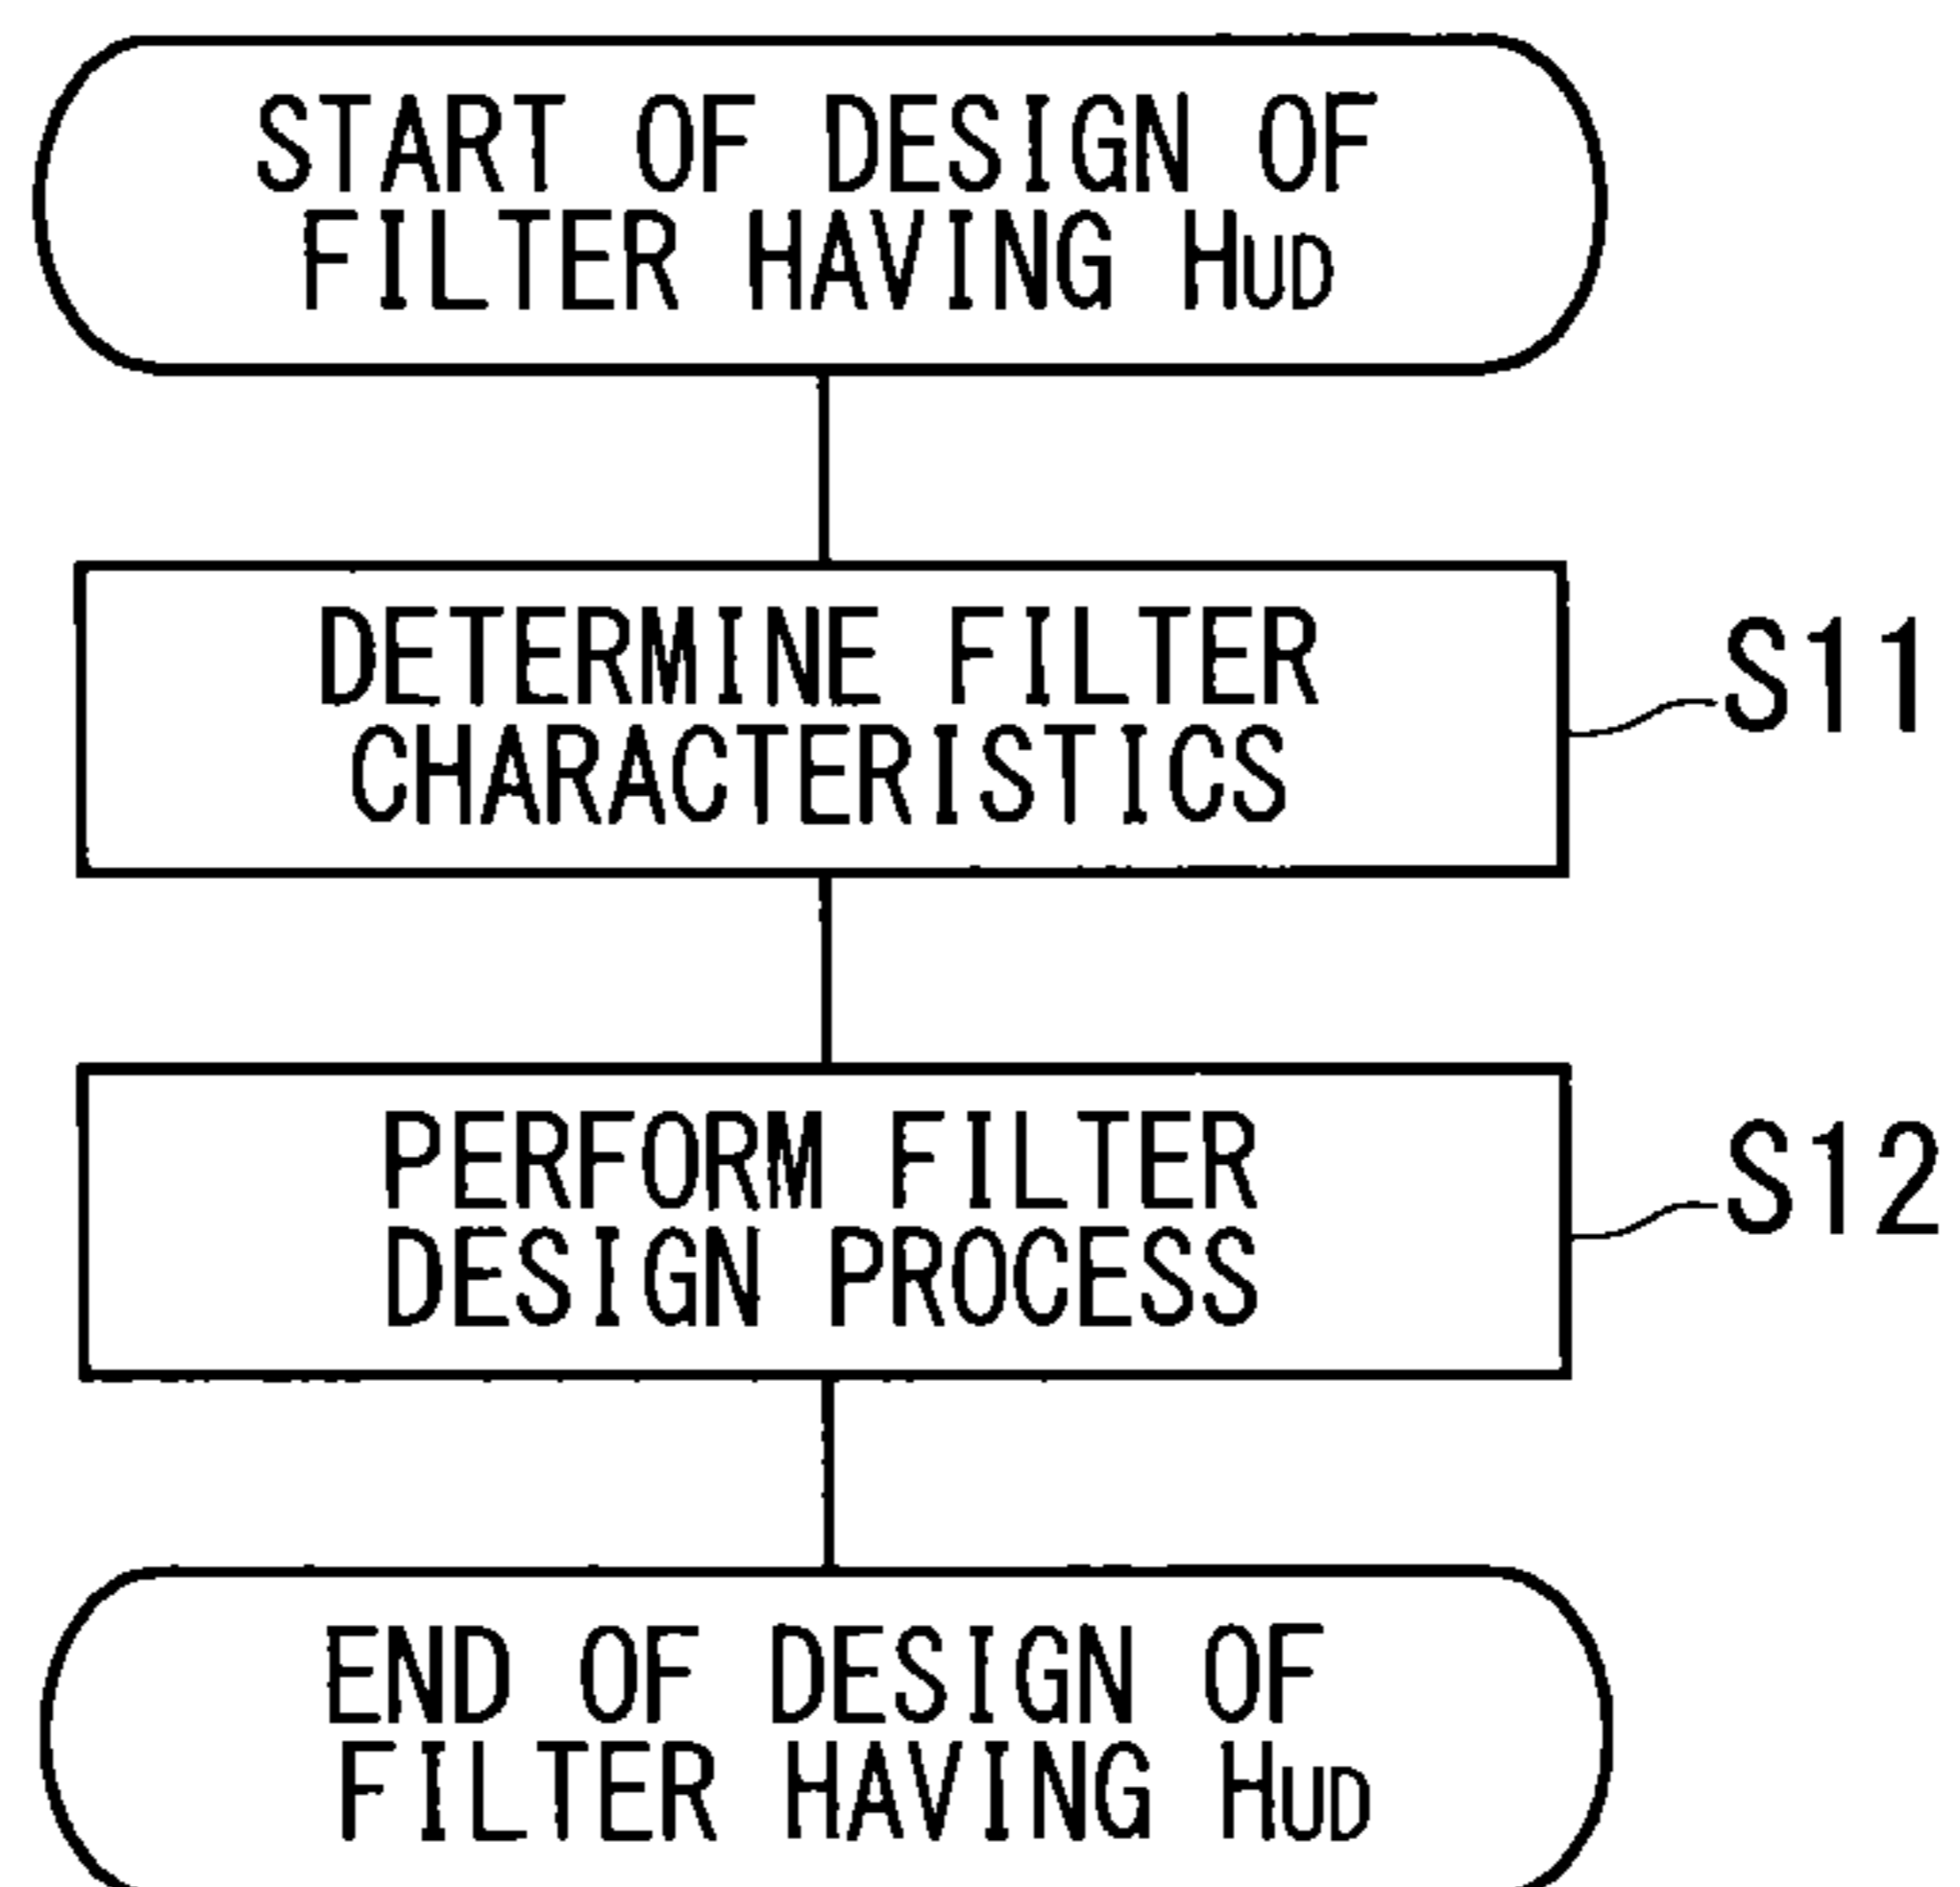 START OF DESIGN OF
FILTER HAVING HUD
DETERMINE FILTER
CHARACTERISTICS
S11
PERFORM FILTER
DESIGN PROCESS
S12
END OF DESIGN OF
FILTER HAVING HUD